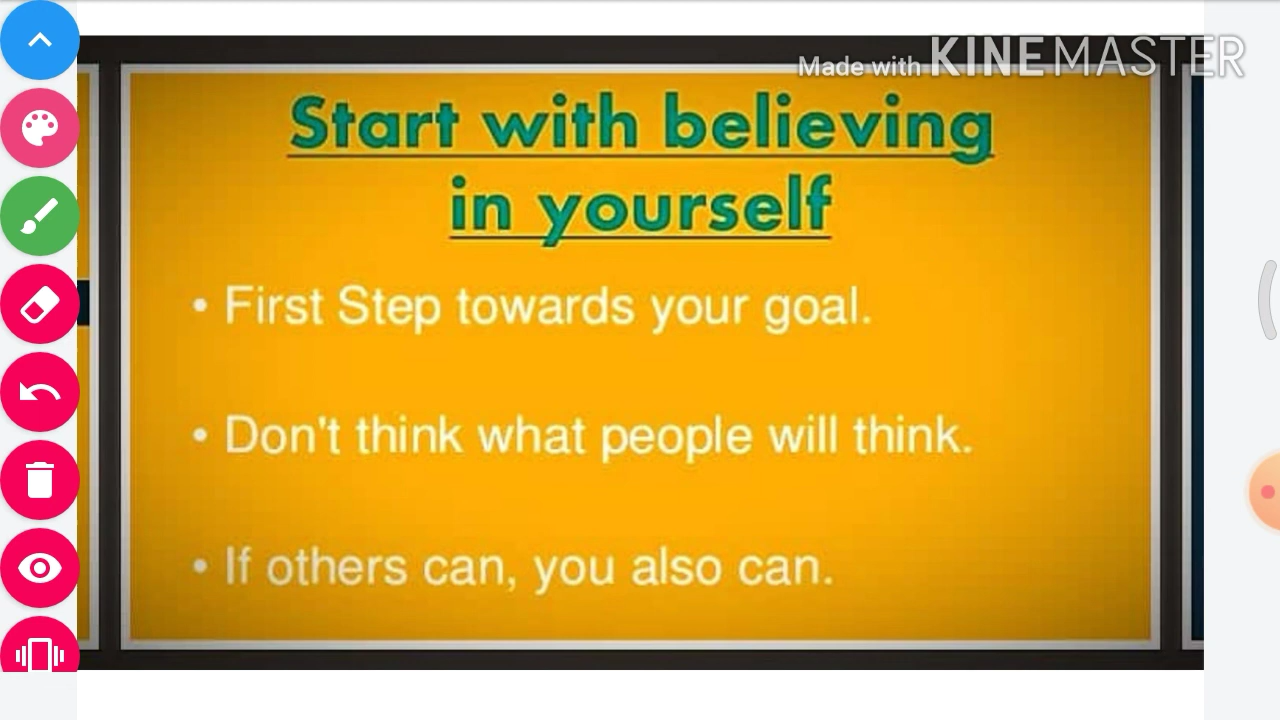 Made with KINEMASTER
Start with believing
in yourself
• First Step towards your goal.
• Don't think what people will think.
• If others can, you also can.